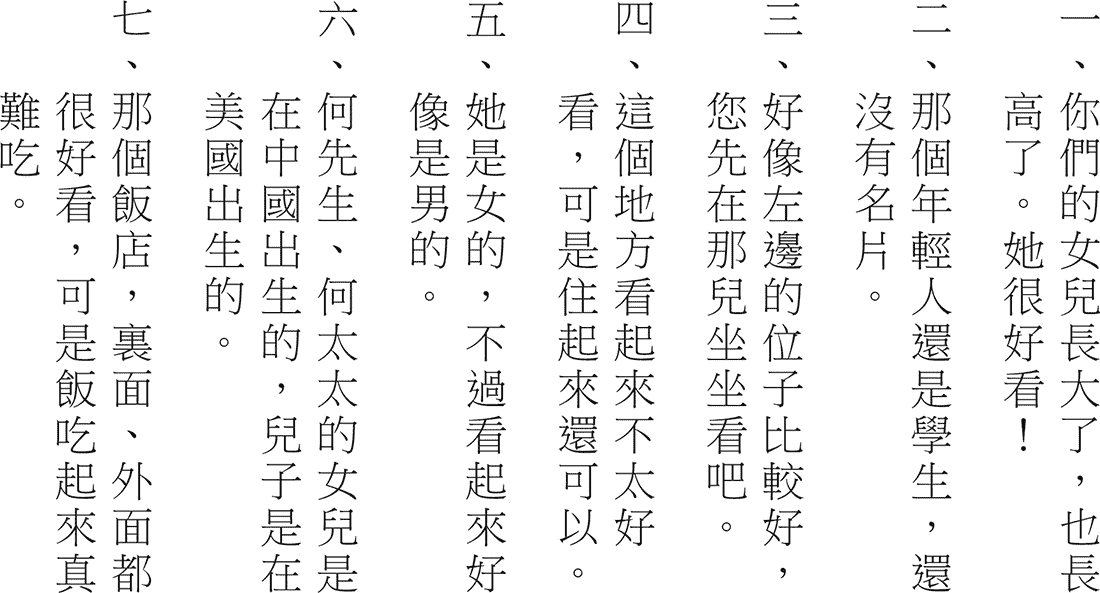 一、你們的女兒長大了，也長
高了。她很好看！
二、那個年輕人還是學生，還
沒有名片。
三、好像左邊的位子比較好，
您先在那兒坐坐看吧。
四、這個地方看起來不太好
看，可是住起來還可以。
五、她是女的，不過看起來好
像是男的。
六、何先生、何太太的女兒是
在中國出生的，兒子是在
美國出生的。
七、那個飯店，裏面、外面都
很好看，可是飯吃起來真
難吃。